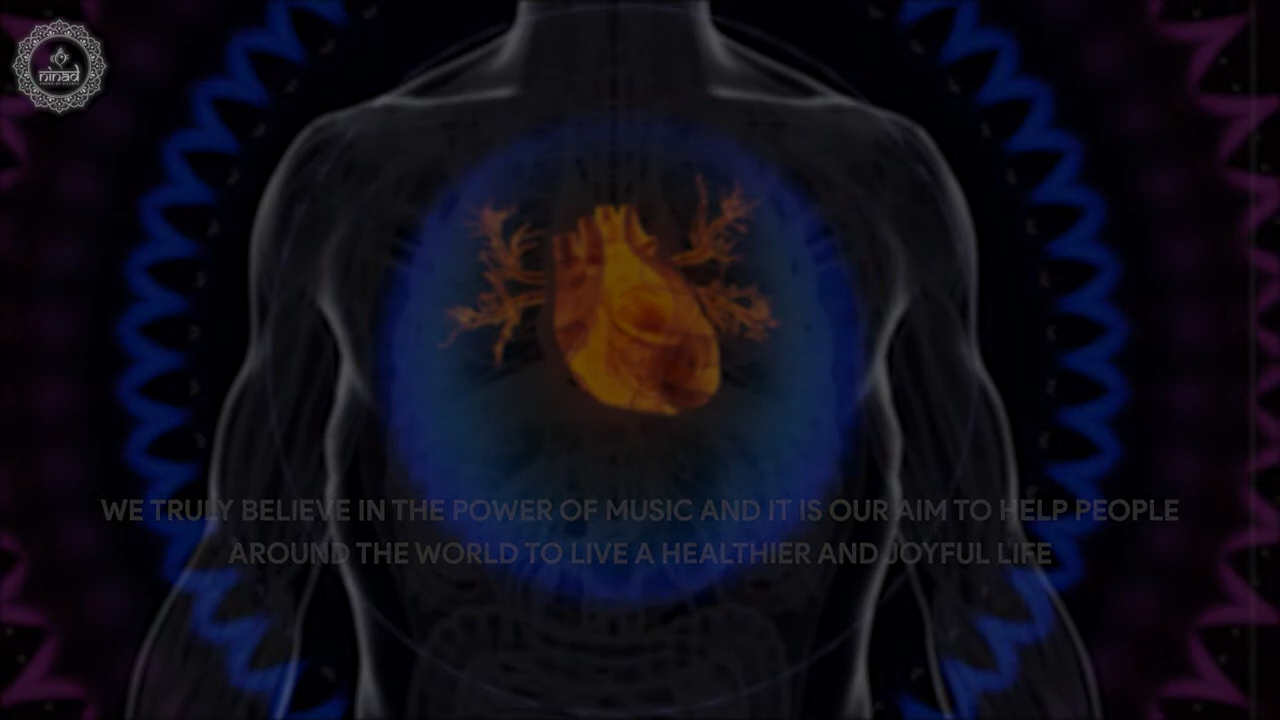 ninad
WE TRULY BELIEVE IN THE POWER OF MUSIC AND IT IS OUR AIM TO HELP PEOPLE
AROUND THE WORLD TO LIVE A HEALTHIER AND JOYFUL LIFE